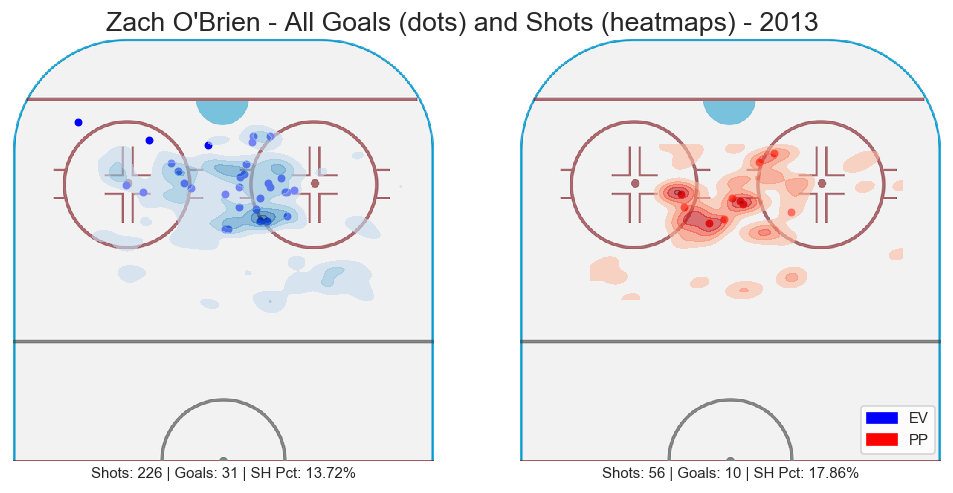 Zach O'Brien - All Goals (dots) and Shots (heatmaps) - 2013
EV
PP
Shots: 226 | Goals: 31 | SH Pct: 13.72%
Shots: 56 | Goals: 10 | SH Pct: 17.86%